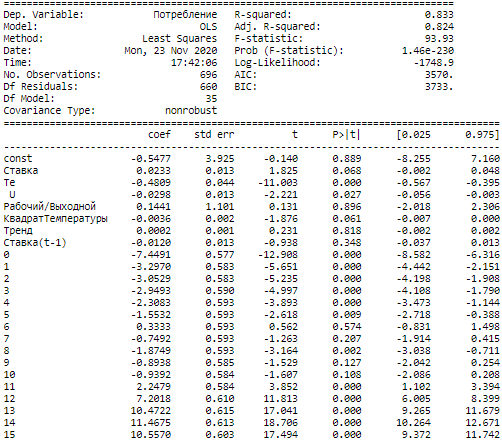 Dep. Variable: Потребление R-squared: 0.833
Model: OLS Adj. R-squared: 0.824
Method: Least Squares F-statistic: 93.93
Date: Mon, 23 Nov 2020 Prob (F-statistic): 1.46e-230
Time: 17:42:06 Log-Likelihood: -1748.9
No. Observations: 696 AIC: 3570.
Df Residuals: 660 BIC: 3733.
Df Model: 35
Covariance Type: nonrobust
coef std err t P>|t| [0.025 0.975]
const -0.5477 3.925 -0.140 0.889 -8.255 7.160
Ставка 0.0233 0.013 1.825 0.068 -0.002 0.048
Te -0.4809 0.044 -11.003 0.000 -0.567 -0.395
U -0.0298 0.013 -2.221 0.027 -0.056 -0.003
Рабочий/Выходной 0.1441 1.101 0.131 0.896 -2.018 2.306
КвадратТемпературы -0.0036 0.002 -1.876 0.061 -0.007 0.000
Тренд 0.0002 0.001 0.231 0.818 -0.002 0.002
Ставка(t-1) -0.0120 0.013 -0.938 0.348 -0.037 0.013
0 -7.4491 0.577 -12.908 0.000 -8.582 -6.316
1 -3.2970 0.583 -5.651 0.000 -4.442 -2.151
2 -3.0529 0.583 -5.235 0.000 -4.198 -1.908
3 -2.9493 0.590 -4.997 0.000 -4.108 -1.790
4 -2.3083 0.593 -3.893 0.000 -3.473 -1.144
5 -1.5532 0.593 -2.618 0.009 -2.718 -0.388
6 0.3333 0.593 0.562 0.574 -0.831 1.498
7 -0.7492 0.593 -1.263 0.207 -1.914 0.415
8 -1.8749 0.593 -3.164 0.002 -3.038 -0.711
9 -0.8938 0.585 -1.529 0.127 -2.042 0.254
10 -0.9392 0.584 -1.607 0.108 -2.086 0.208
11 2.2479 0.584 3.852 0.000 1.102 3.394
12 7.2018 0.610 11.813 0.000 6.005 8.399
13 10.4722 0.615 17.041 0.000 9.265 11.679
14 11.4675 0.613 18.706 0.000 10.264 12.671
15 10.5570 0.603 17.494 0.000 9.372 11.742